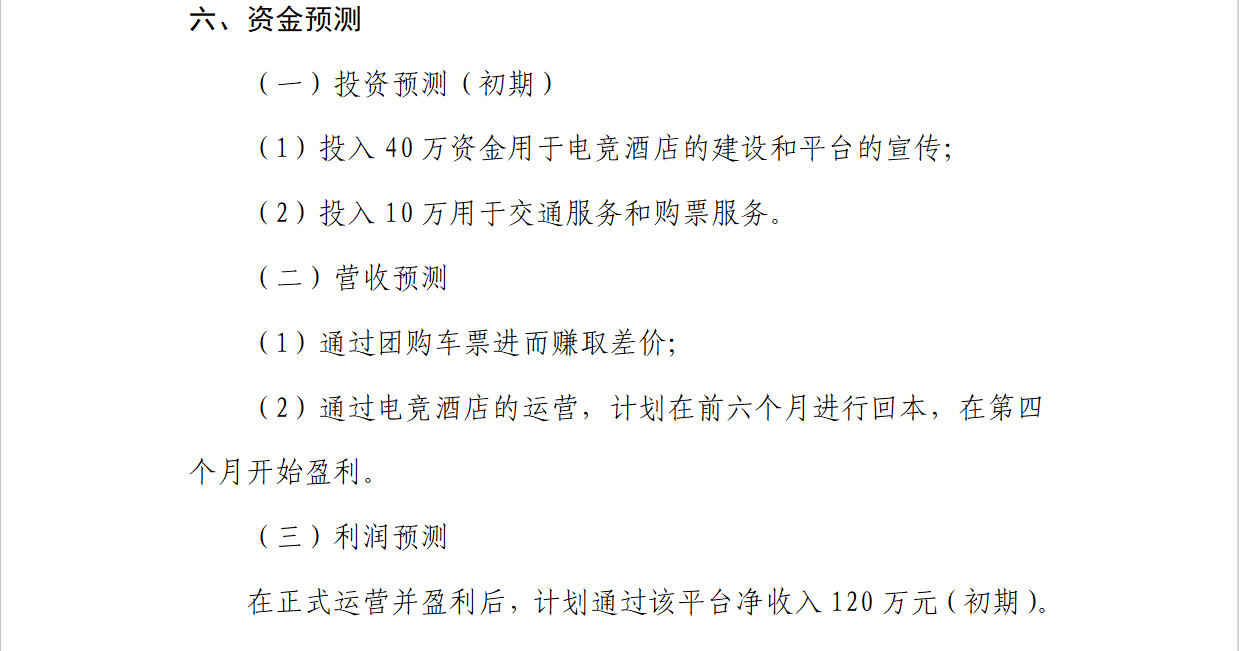 六、资金预测
（一）投资预测（初期）
（1）投入 40 万资金用于电竞酒店的建设和平台的宣传；
（2）投入 10 万用于交通服务和购票服务。
（二）营收预测
（1）通过团购车票进而赚取差价；
（2）通过电竞酒店的运营，计划在前六个月进行回本，在第四
个月开始盈利。
（三）利润预测
在正式运营并盈利后，计划通过该平台净收入 120 万元（初期）。